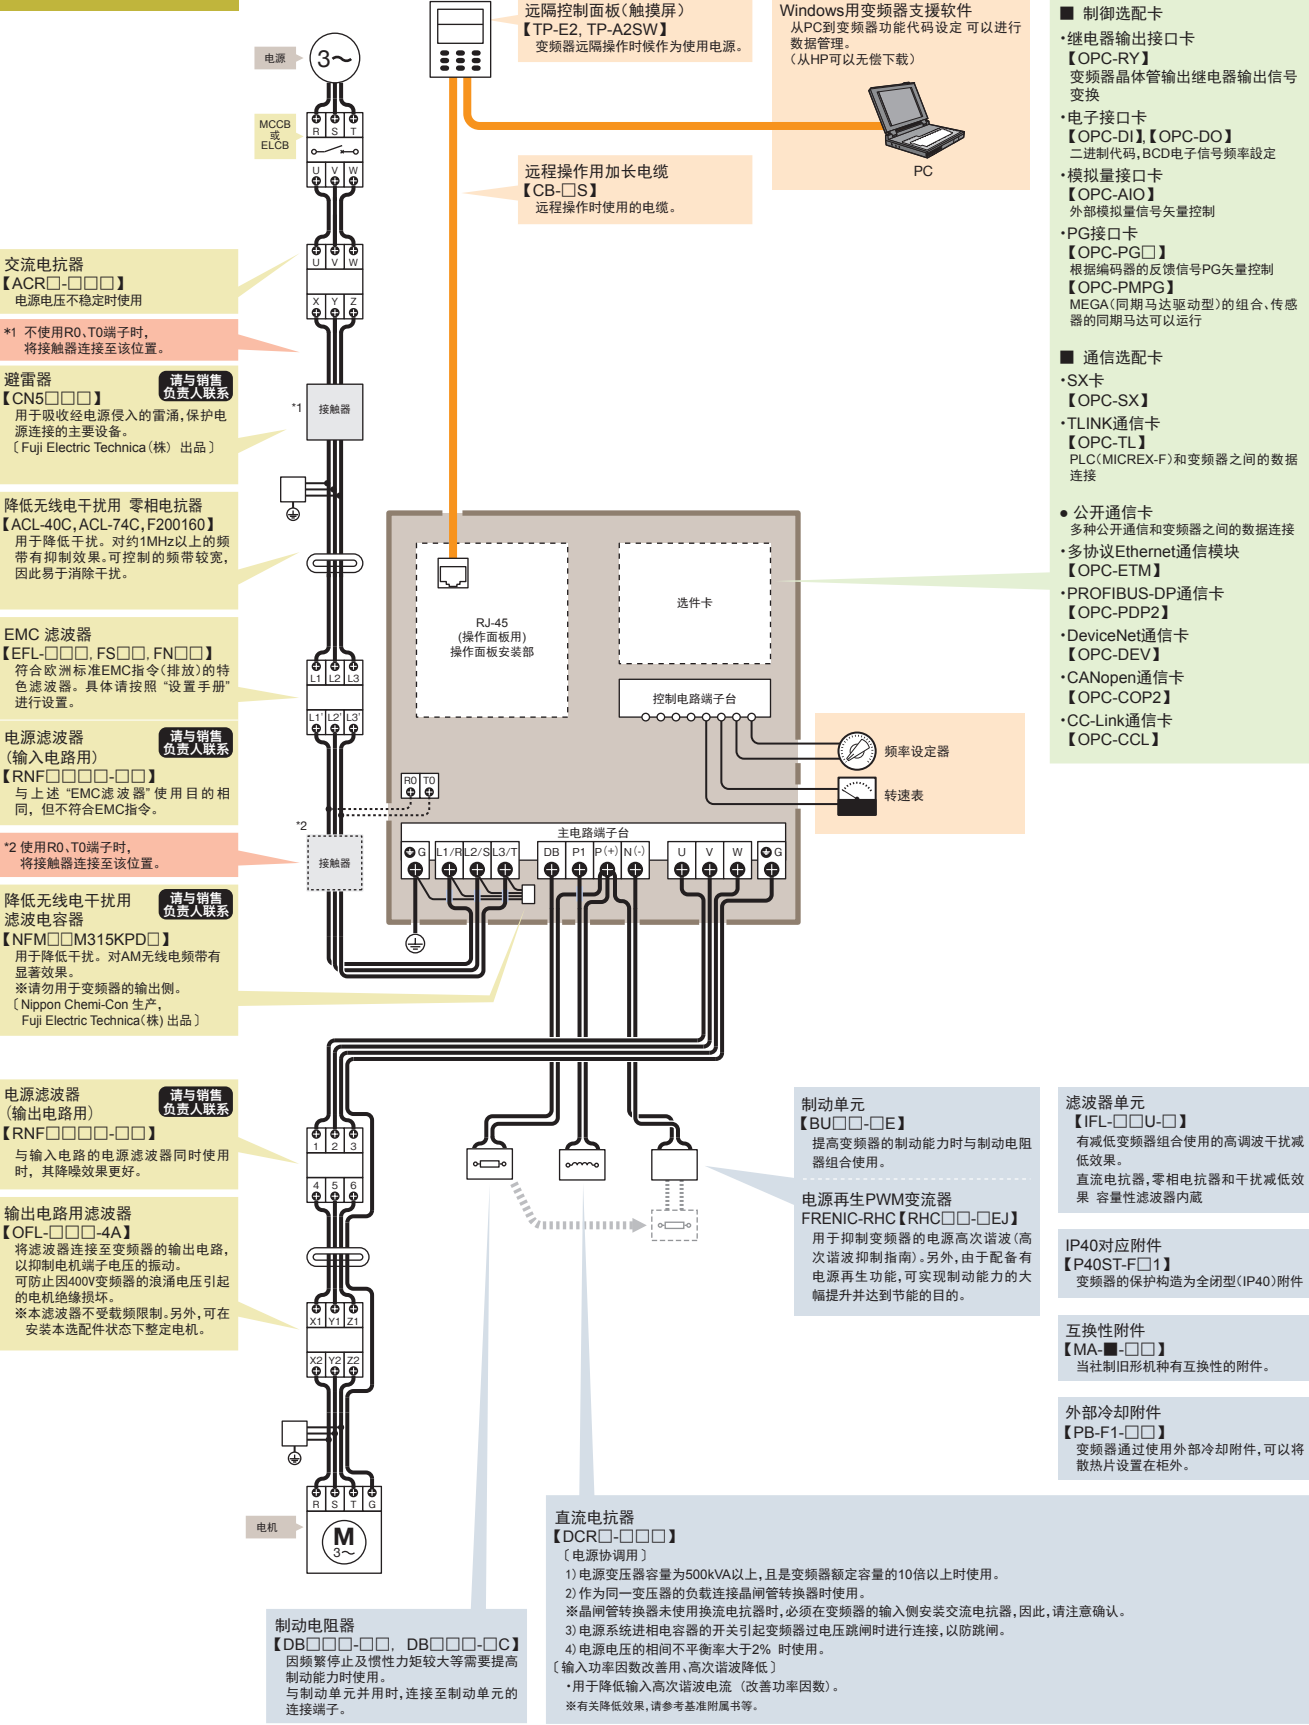 电源
3～
MCCB
或
ELCB
R S T
U V W
U V W
X Y Z
远隔控制面板（触摸屏）
【TP-E2, TP-A2SW】
变频器远隔操作时候作为使用电源。
Windows用变频器支援软件
从PC到变频器功能代码设定 可以进行
数据管理。
（从HP可以无偿下载）
PC
远程操作用加长电缆
【CB-□S】
远程操作时使用的电缆。
■ 制御选配卡
・继电器输出接口卡
【OPC-RY】
变频器晶体管输出继电器输出信号
变换
・电子接口卡
【OPC-DI】,【OPC-DO】
二进制代码,BCD电子信号频率設定
・模拟量接口卡
【OPC-AIO】
外部模拟量信号矢量控制
・PG接口卡
【OPC-PG□】
根据编码器的反馈信号PG矢量控制
【OPC-PMPG】
MEGA（同期马达驱动型）的组合、传感
器的同期马达可以运行
■ 通信选配卡
・SX卡
【OPC-SX】
・TLINK通信卡
【OPC-TL】
PLC（MICREX-F）和变频器之间的数据
连接
● 公开通信卡
多种公开通信和变频器之间的数据连接
・多协议Ethernet通信模块
【OPC-ETM】
・PROFIBUS-DP通信卡
【OPC-PDP2】
・DeviceNet通信卡
【OPC-DEV】
・CANopen通信卡
【OPC-COP2】
・CC-Link通信卡
【OPC-CCL】
交流电抗器
【ACR□-□□□】
电源电压不稳定时使用
*1 不使用R0、T0端子时，
将接触器连接至该位置。
避雷器
请与销售
负责人联系
【CN5□□□】
用于吸收经电源侵入的雷涌，保护电
源连接的主要设备。
〔Fuji Electric Technica（株） 出品〕
*1
接触器
降低无线电干扰用 零相电抗器
【ACL-40C，ACL-74C，F200160】
用于降低干扰。对约1MHz以上的频
带有抑制效果。可控制的频带较宽，
因此易于消除干扰。
EMC 滤波器
【EFL-□□□, FS□□, FN□□】
符合欧洲标准EMC指令（排放）的特
色滤波器。具体请按照 “设置手册”
进行设置。
L1 L2 L3
L1' L2' L3'
电源滤波器
请与销售
负责人联系
（输入电路用）
【RNF□□□□-□□】
与上述 “EMC滤波器” 使用目的相
同，但不符合EMC指令。
*2 使用R0、T0端子时，
将接触器连接至该位置。
*2
接触器
降低无线电干扰用
滤波电容器
请与销售
负责人联系
【NFM□□M315KPD□】
用于降低干扰。对AM无线电频带有
显著效果。
※请勿用于变频器的输出侧。
〔Nippon Chemi-Con 生产，
Fuji Electric Technica（株）出品〕
RJ-45
(操作面板用)
操作面板安装部
选件卡
控制电路端子台
频率设定器
转速表
R0 T0
主电路端子台
G L1/R L2/S L3/T DB P1 P(+) N(-) U V W G
电源滤波器
请与销售
负责人联系
（输出电路用）
【RNF□□□□-□□】
与输入电路的电源滤波器同时使用
时，其降噪效果更好。
1 2 3
4 5 6
输出电路用滤波器
【OFL-□□□-4A】
将滤波器连接至变频器的输出电路，
以抑制电机端子电压的振动。
可防止因400V变频器的浪涌电压引起
的电机绝缘损坏。
※本滤波器不受载频限制。另外，可在
安装本选配件状态下整定电机。
X1 Y1 Z1
X2 Y2 Z2
电机
R S T G
M
3～
制动单元
【BU□□-□E】
提高变频器的制动能力时与制动电阻
器组合使用。
电源再生PWM变流器
FRENIC-RHC【RHC□□-□EJ】
用于抑制变频器的电源高次谐波（高
次谐波抑制指南）。另外，由于配备有
电源再生功能，可实现制动能力的大
幅提升并达到节能的目的。
滤波器单元
【IFL-□□U-□】
有减低变频器组合使用的高调波干扰减
低效果。
直流电抗器，零相电抗器和干扰减低效
果 容量性滤波器内蔵
IP40对应附件
【P40ST-F□1】
变频器的保护构造为全闭型（IP40）附件
互换性附件
【MA-■-□□】
当社制旧形机种有互换性的附件。
外部冷却附件
【PB-F1-□□】
变频器通过使用外部冷却附件，可以将
散热片设置在柜外。
直流电抗器
【DCR□-□□□】
〔电源协调用〕
1）电源变压器容量为500kVA以上，且是变频器额定容量的10倍以上时使用。
2）作为同一变压器的负载连接晶闸管转换器时使用。
※晶闸管转换器未使用换流电抗器时，必须在变频器的输入侧安装交流电抗器，因此，请注意确认。
3）电源系统进相电容器的开关引起变频器过电压跳闸时进行连接，以防跳闸。
4）电源电压的相间不平衡率大于2% 时使用。
〔输入功率因数改善用、高次谐波降低〕
・用于降低输入高次谐波电流 （改善功率因数）。
※有关降低效果，请参考基准附属书等。
制动电阻器
【DB□□□-□□, DB□□□-□C】
因频繁停止及惯性力矩较大等需要提高
制动能力时使用。
与制动单元并用时，连接至制动单元的
连接端子。